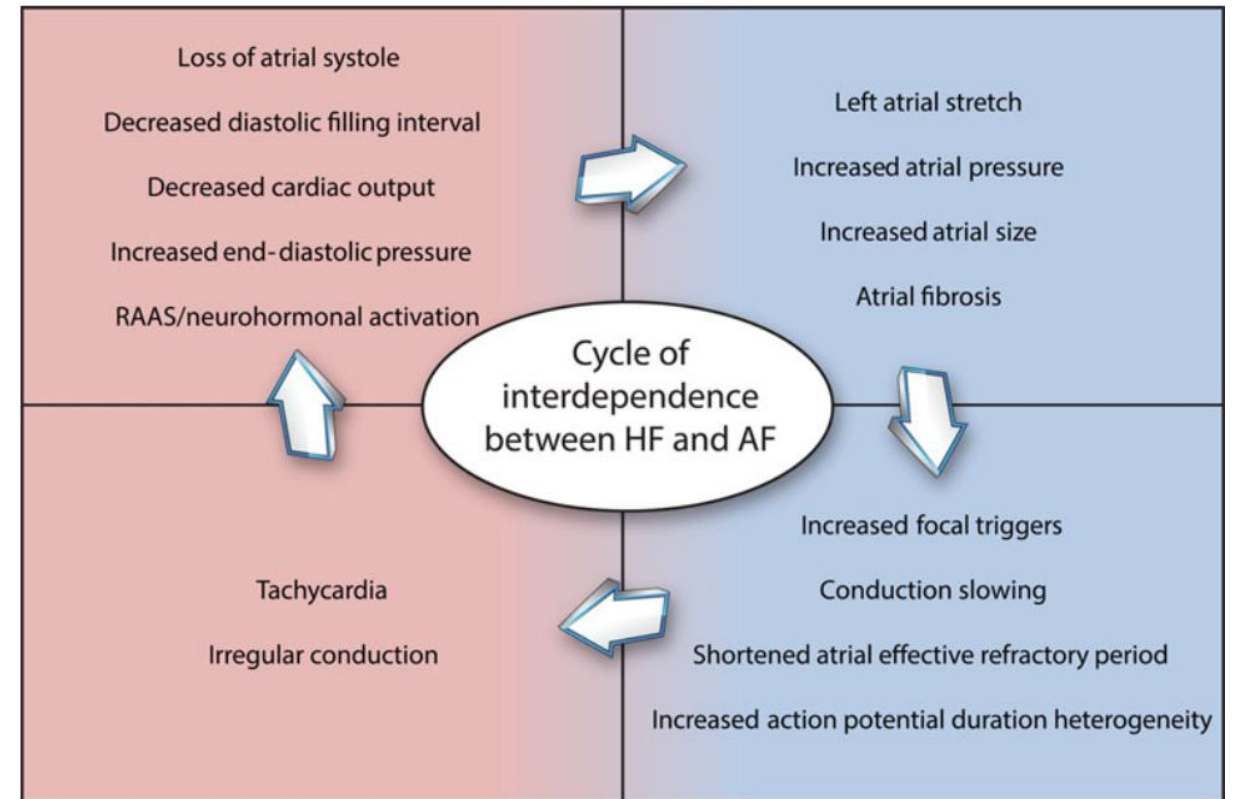 Loss of atrial systole
Decreased diastolic filling interval
Decreased cardiac output
Increased end-diastolic pressure
RAAS/neurohormonal activation
Left atrial stretch
Increased atrial pressure
Increased atrial size
Atrial fibrosis
Cycle of
interdependence
between HF and AF
Tachycardia
Irregular conduction
Increased focal triggers
Conduction slowing
Shortened atrial effective refractory period
Increased action potential duration heterogeneity